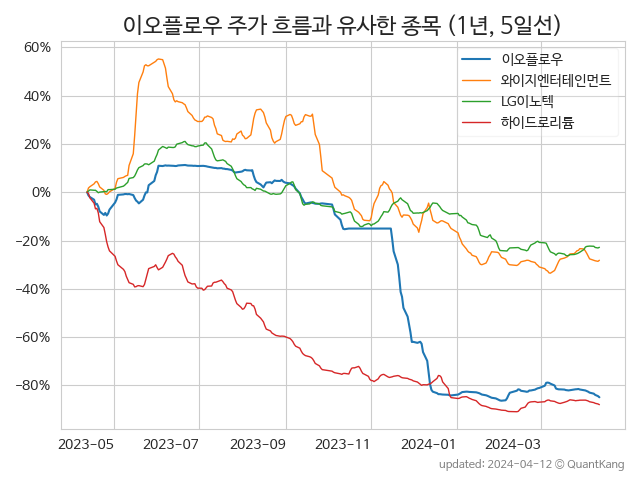 이오플로우 주가 흐름과 유사한 종목 (1년, 5일선)
60%
40%
20%
0%
−20%
−40%
−60%
−80%
이오플로우
와이지엔터테인먼트
LG이노텍
하이드로리튬
2023−05
2023−07
2023−09
2023−11
2024−01
2024−03
updated: 2024-04-12 © QuantKang